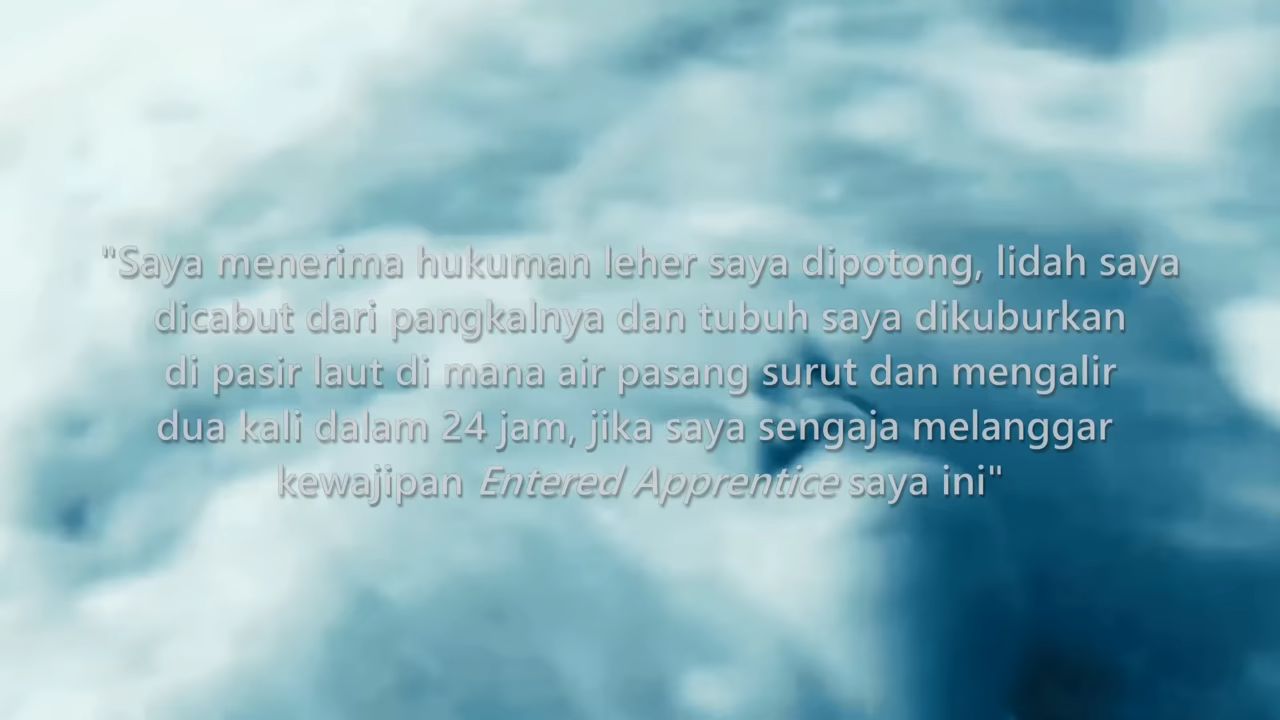 "Saya menerima hukuman leher saya dipotong, lidah saya
dicabut dari pangkalnya dan tubuh saya dikuburkan
di pasir laut di mana air pasang surut dan mengalir
dua kali dalam 24 jam, jika saya sengaja melanggar
kewajipan Entered Apprentice saya ini"